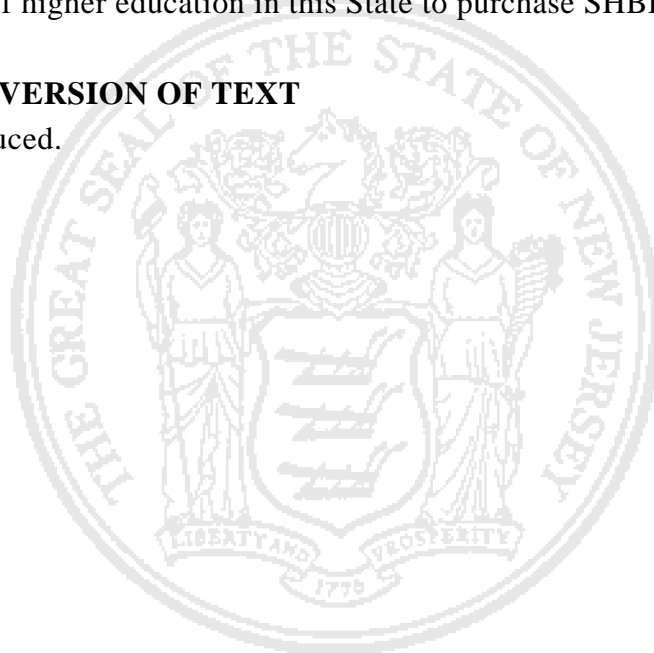 f higher education in this State to purchase SHB
VERSION OF TEXT
uced.
THE GREAT SEAL OF THE STATE OF NEW JERSEY
LIBERTY AND PROSPERITY
1776